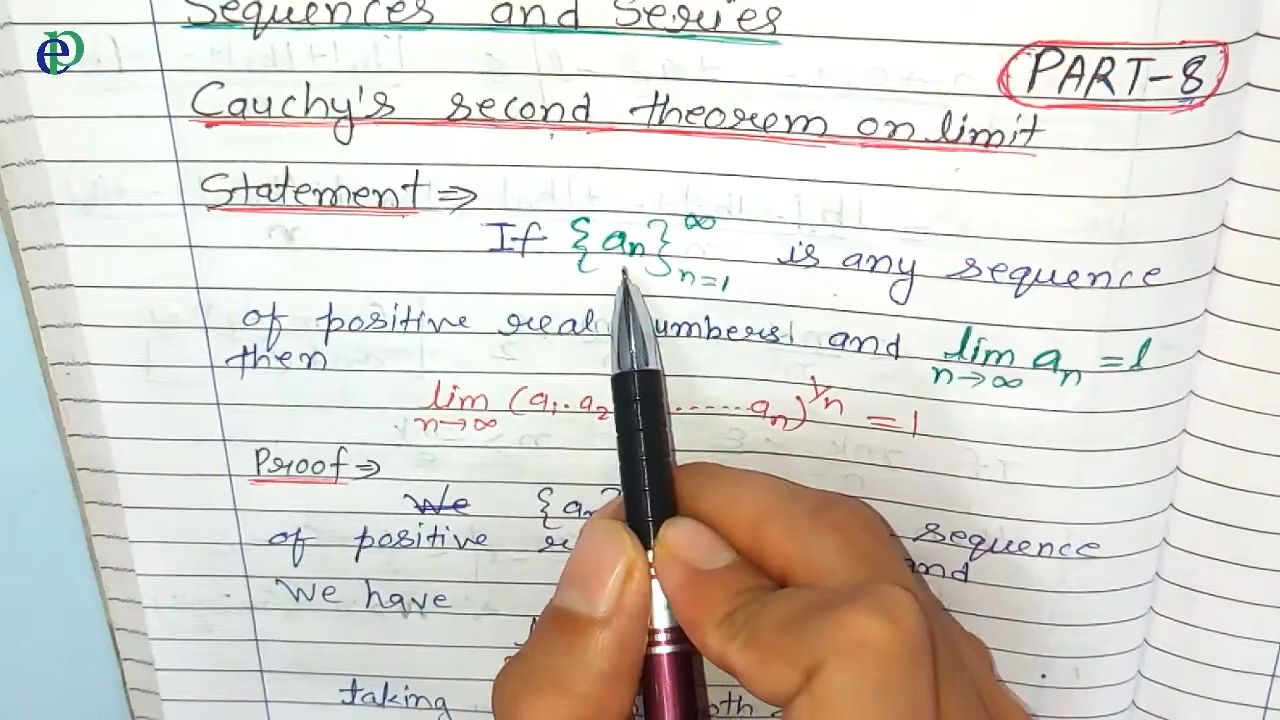 ep
Sequences and Series
PART-8
Cauchy's second theorem on limit
Statement ⇒
If {an}∞n=1 is any sequence
of positive real umbers and lim n→∞ an = l
then
lim n→∞ (a1. a2 ......an)^1/n = l
Proof ⇒
We {an}
of positive sequence
and
We have
taking